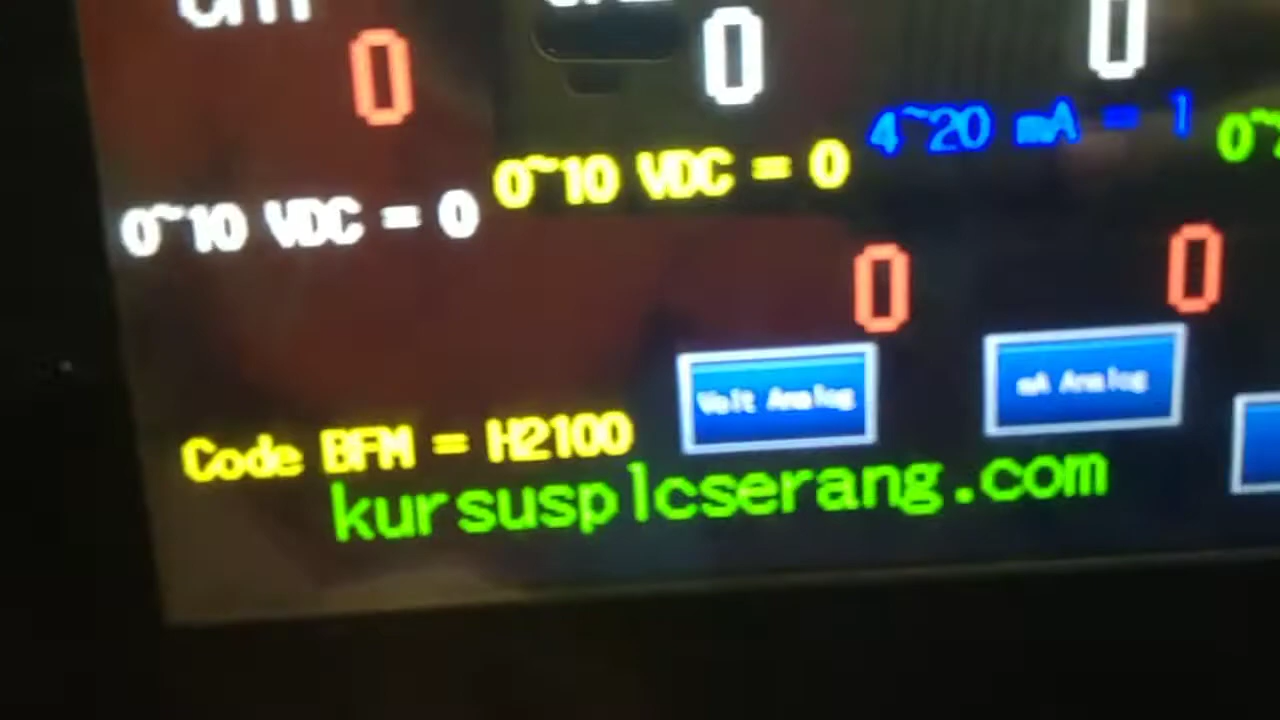 0 0 0
4~20 mA = 1
0~10 VDC = 0
0~10 VDC = 0
0 0
Volt Analog
mA Analog
Code BFM = H2100
kursusplcserang.com